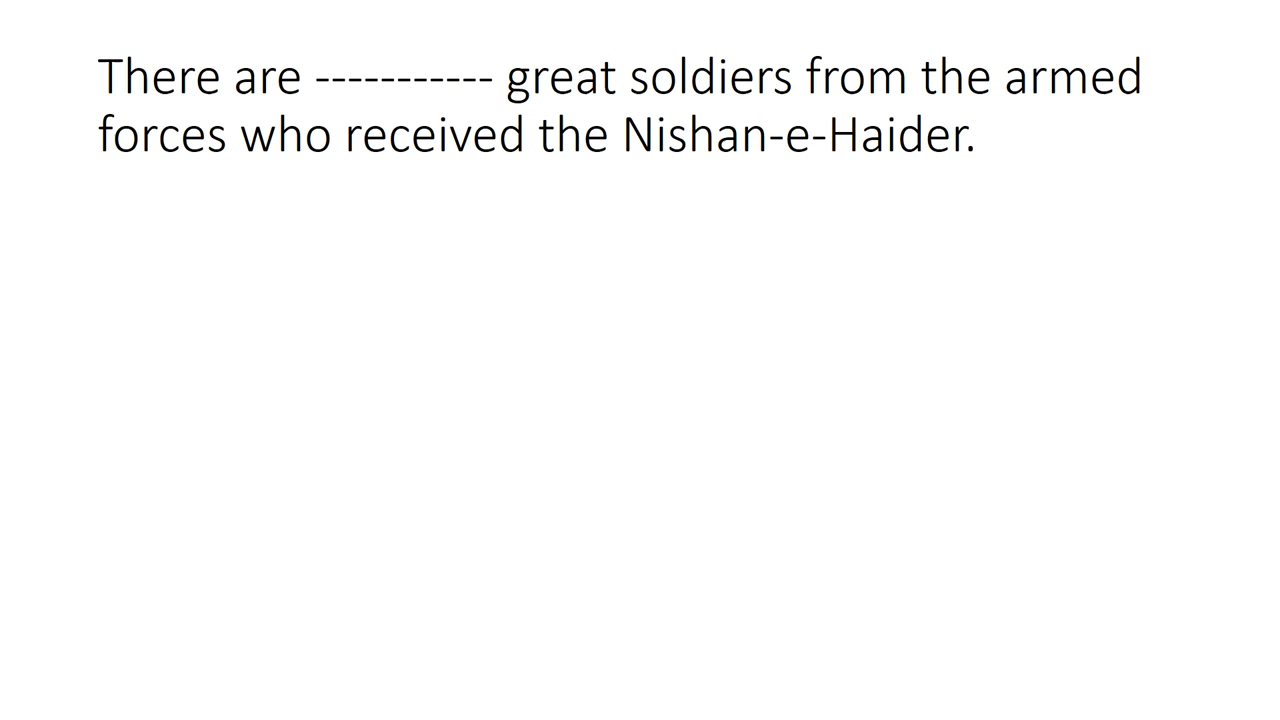 There are ----------- great soldiers from the armed
forces who received the Nishan-e-Haider.